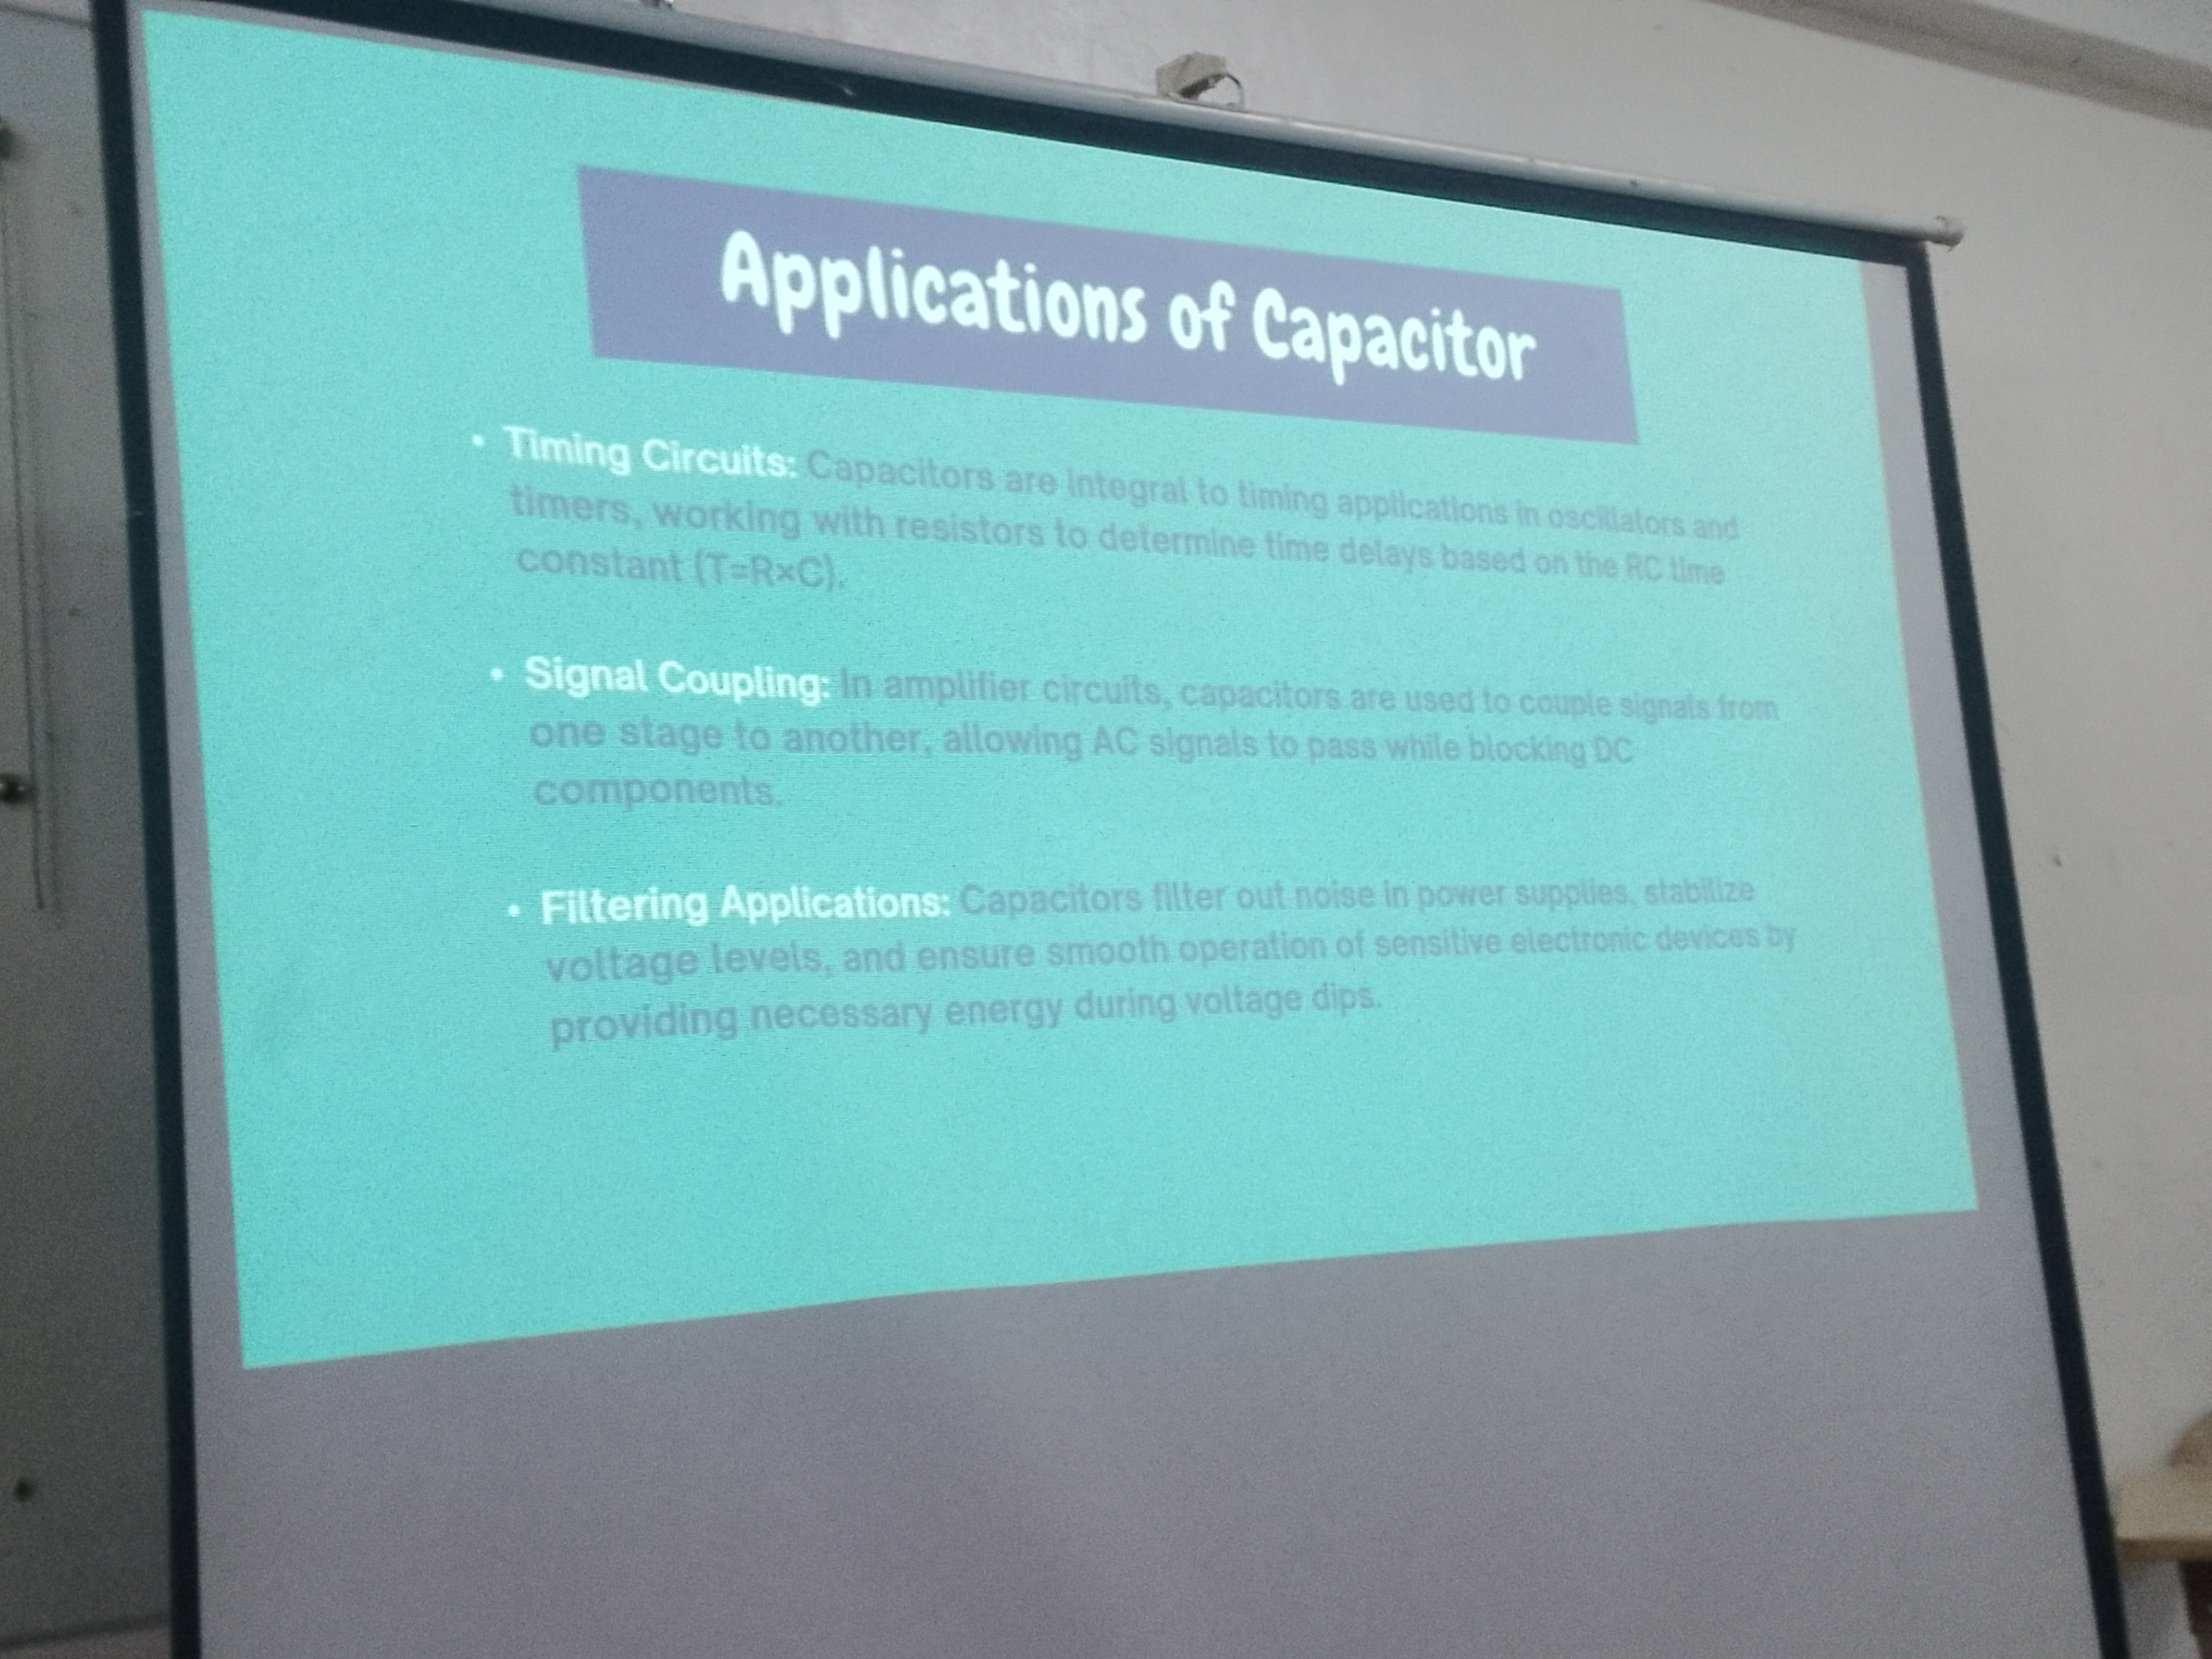 Applications of Capacitor
• Timing Circuits: Capacitors are integral to timing applications in oscillators and
timers, working with resistors to determine time delays based on the RC time
constant (T=R×C).
• Signal Coupling: In amplifier circuits, capacitors are used to couple signals from
one stage to another, allowing AC signals to pass while blocking DC
components.
• Filtering Applications: Capacitors filter out noise in power supplies, stabilize
voltage levels, and ensure smooth operation of sensitive electronic devices by
providing necessary energy during voltage dips.